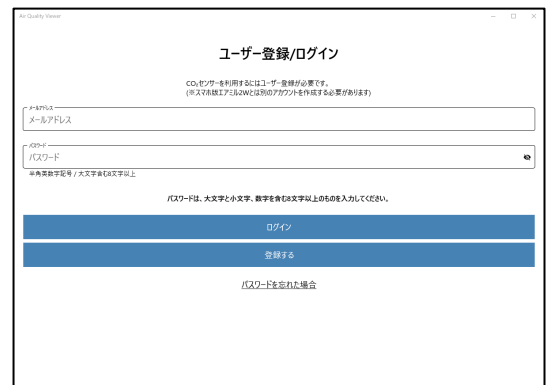 Air Quality Viewer
ユーザー登録/ログイン
CO₂センサーを利用するにはユーザー登録が必要です。
(※スマホ版エアミル2Wとは別のアカウントを作成する必要があります)
メールアドレス
メールアドレス
パスワード
パスワード
半角英数字記号 / 大文字含む8文字以上
パスワードは、大文字と小文字、数字を含む8文字以上のものを入力してください。
ログイン
登録する
パスワードを忘れた場合